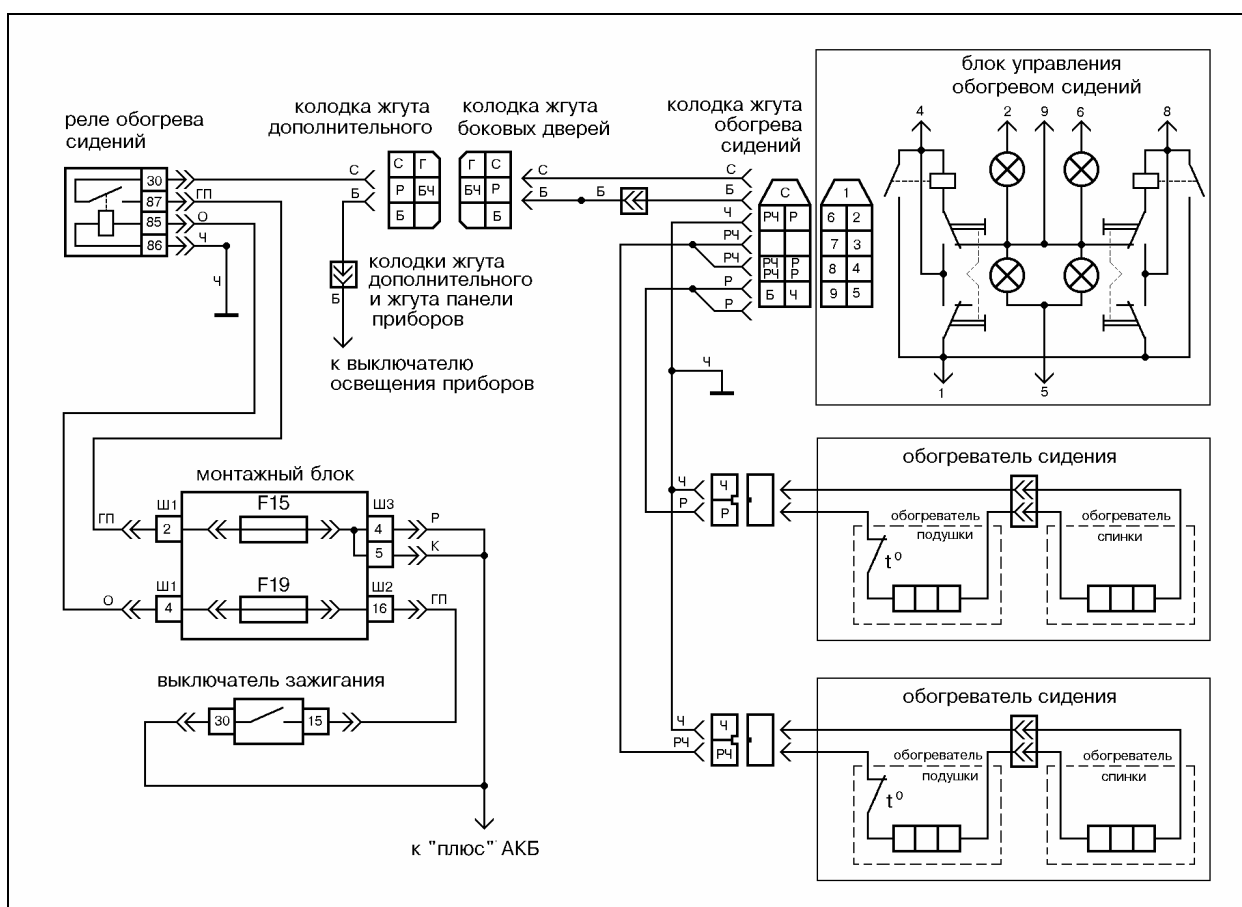 блок управления
обогревом сидений
4
2
9
6
8
1
5
реле обогрева
сидений
30
87
85
86
С
ГП
О
Ч
Ч
колодка жгута
дополнительного
С
Б
С Г
Р БЧ
Б
колодка жгута
боковых дверей
Г С
БЧ Р
Б
С
Б
Б
колодка жгута
обогрева
сидений
С
Б
Ч
РЧ
РЧ
Р
Р
С
РЧ Р
РЧ Р
РЧ Р
Б Ч
1
6 2
7 3
8 4
9 5
колодки жгута
дополнительного
и жгута панели
приборов
Б
к выключателю
освещения приборов
Ч
монтажный блок
ГП
Ш1
2
F15
Ш3
4
Р
5
К
О
Ш1
4
F19
Ш2
16
ГП
выключатель зажигания
30
15
к "плюс" АКБ
обогреватель сидения
Ч
Р
Ч
Р
обогреватель
подушки
t°
обогреватель
спинки
обогреватель сидения
Ч
РЧ
Ч
РЧ
обогреватель
подушки
t°
обогреватель
спинки